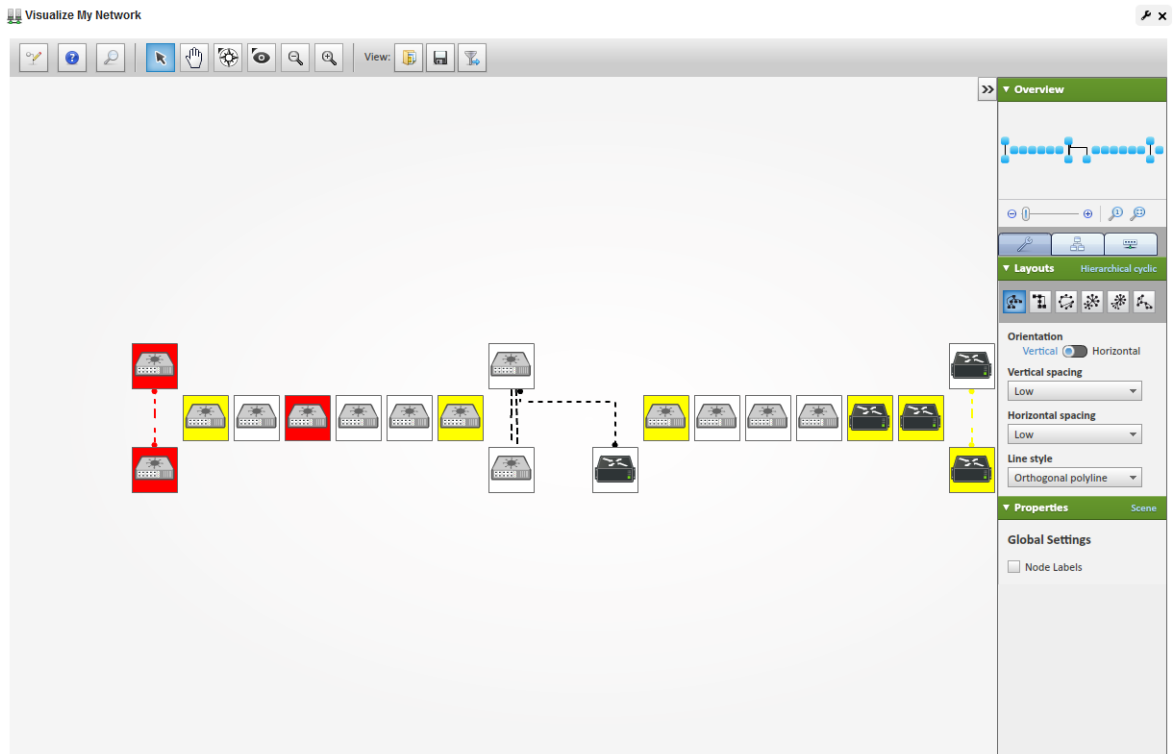 Visualize My Network
View:
Overview
Layouts Hierarchical cyclic
Orientation
Vertical Horizontal
Vertical spacing
Low
Horizontal spacing
Low
Line style
Orthogonal polyline
Properties Scene
Global Settings
Node Labels